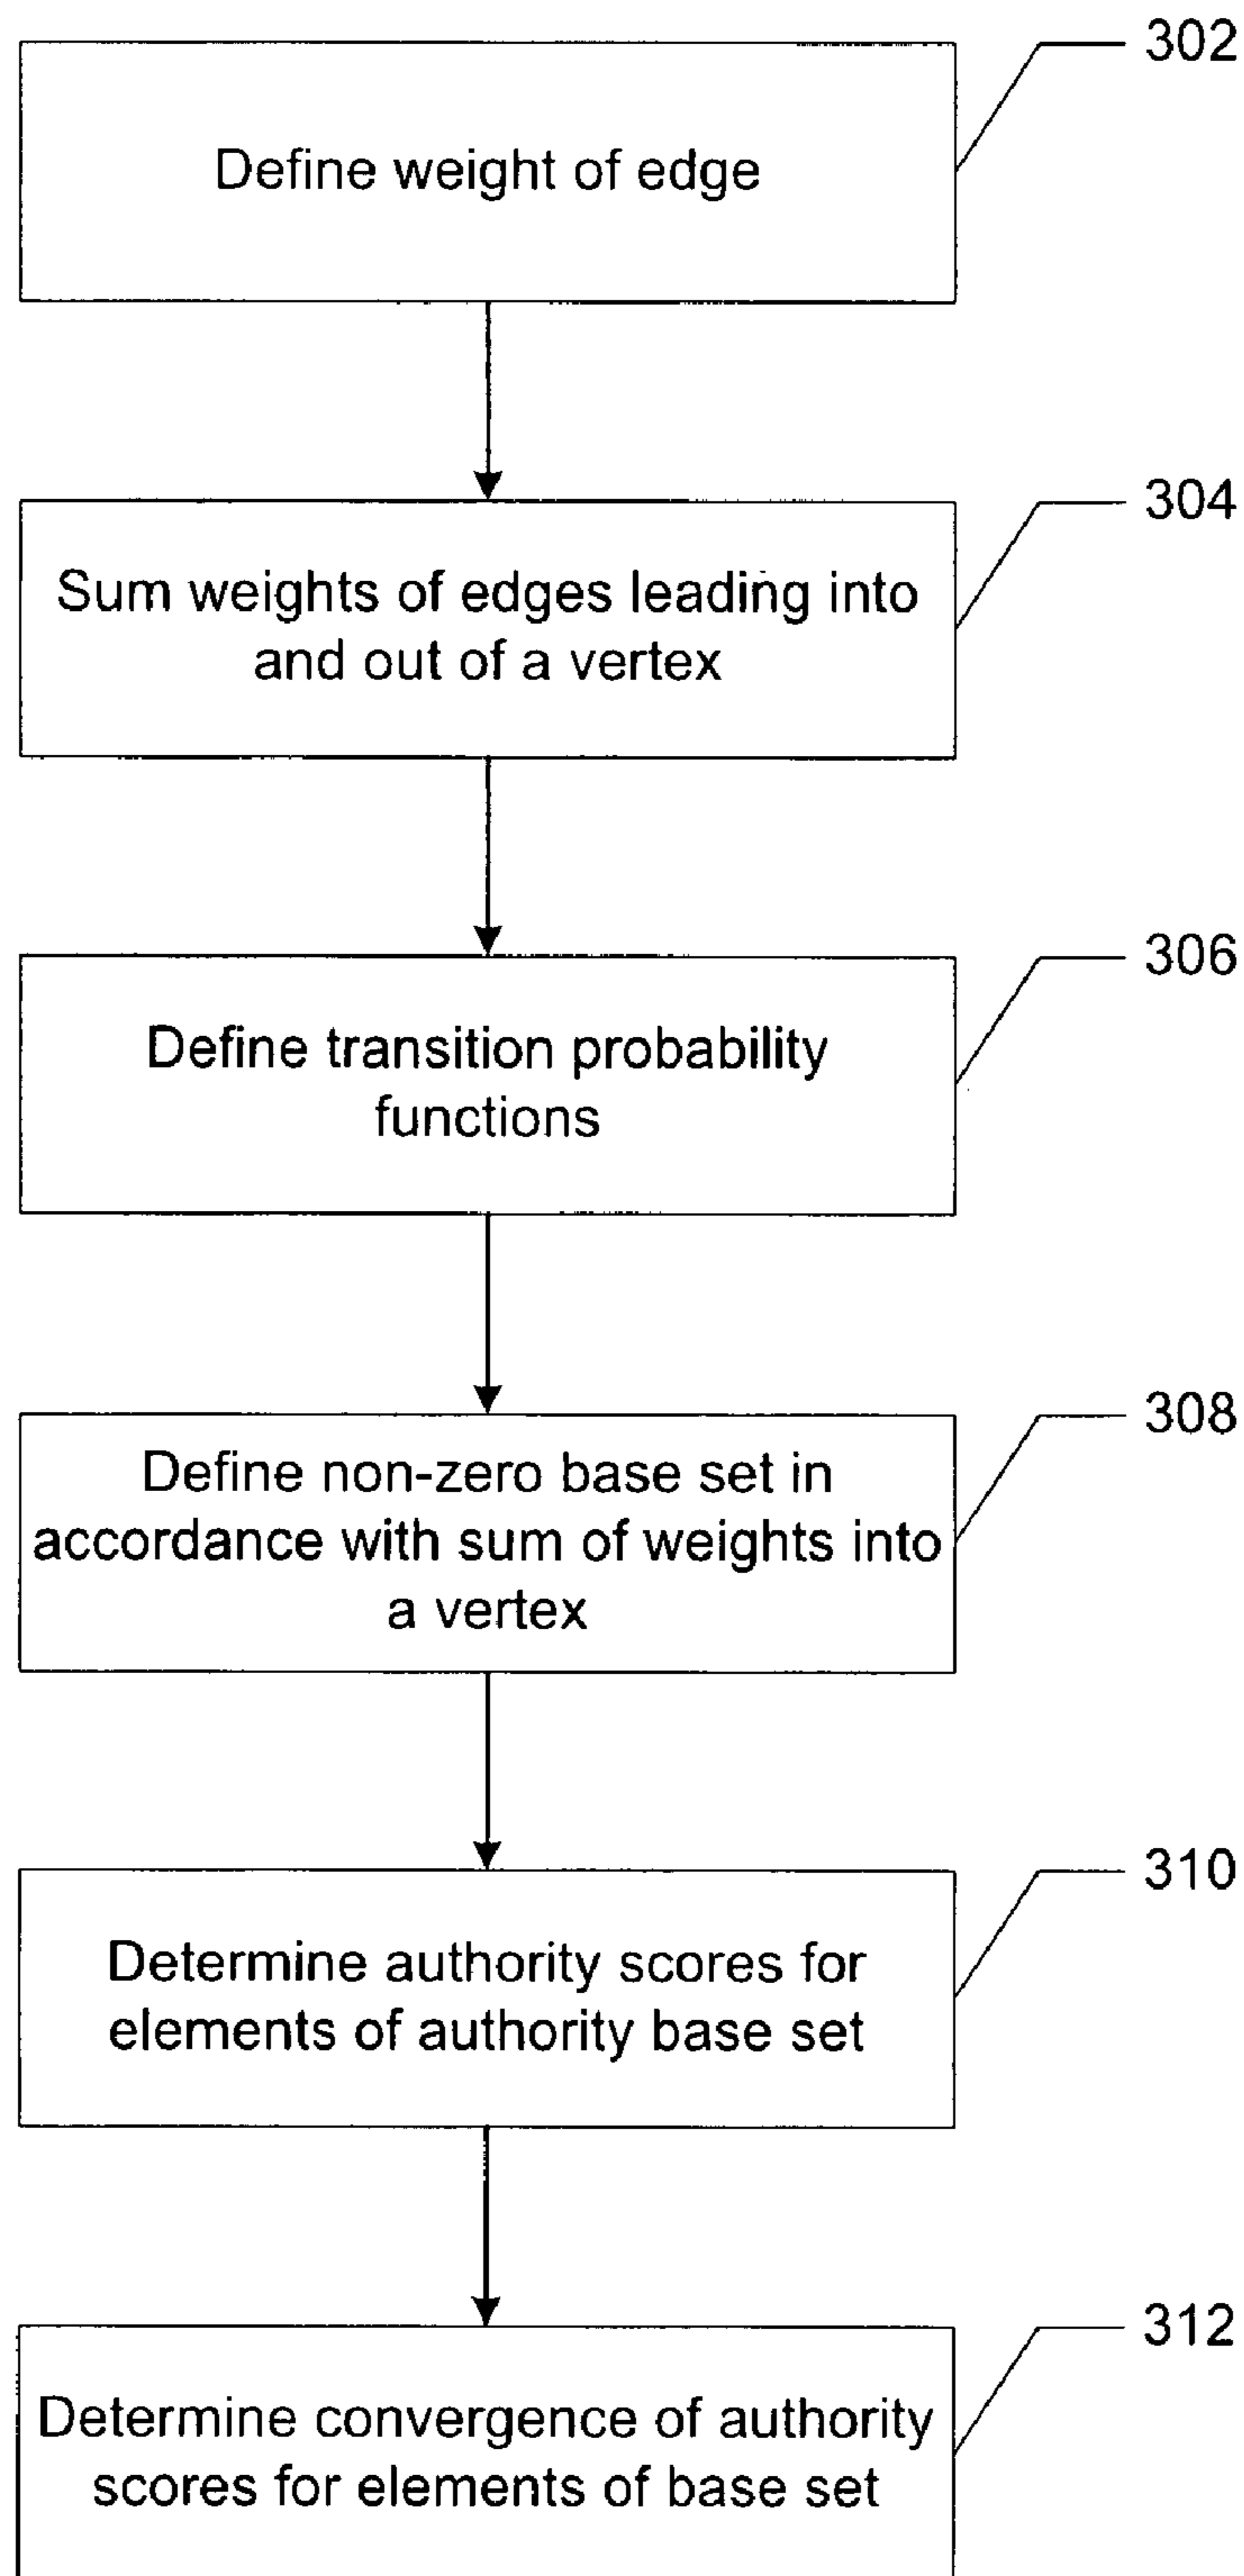 302
Define weight of edge
304
Sum weights of edges leading into
and out of a vertex
306
Define transition probability
functions
308
Define non-zero base set in
accordance with sum of weights into
a vertex
310
Determine authority scores for
elements of authority base set
312
Determine convergence of authority
scores for elements of base set